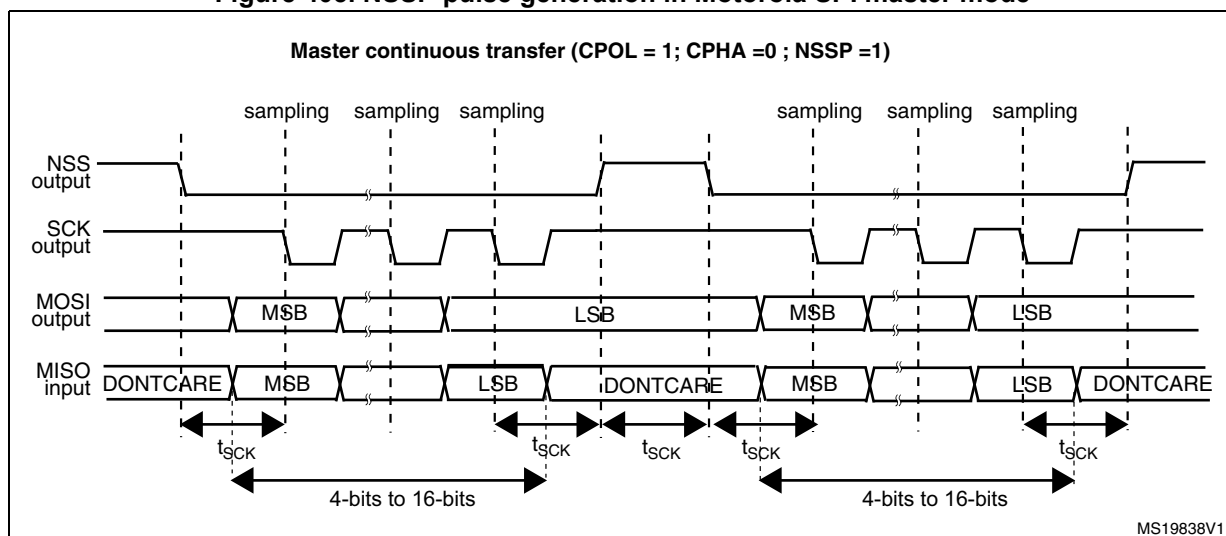 Master continuous transfer (CPOL = 1; CPHA =0 ; NSSP =1)
sampling sampling sampling sampling sampling sampling
NSS
output
SCK
output
MOSI
output
MSB LSB MSB LSB
MISO
input
DONTCARE MSB LSB DONTCARE MSB LSB DONTCARE
tSCK tSCK tSCK tSCK tSCK
4-bits to 16-bits 4-bits to 16-bits
MS19838V1